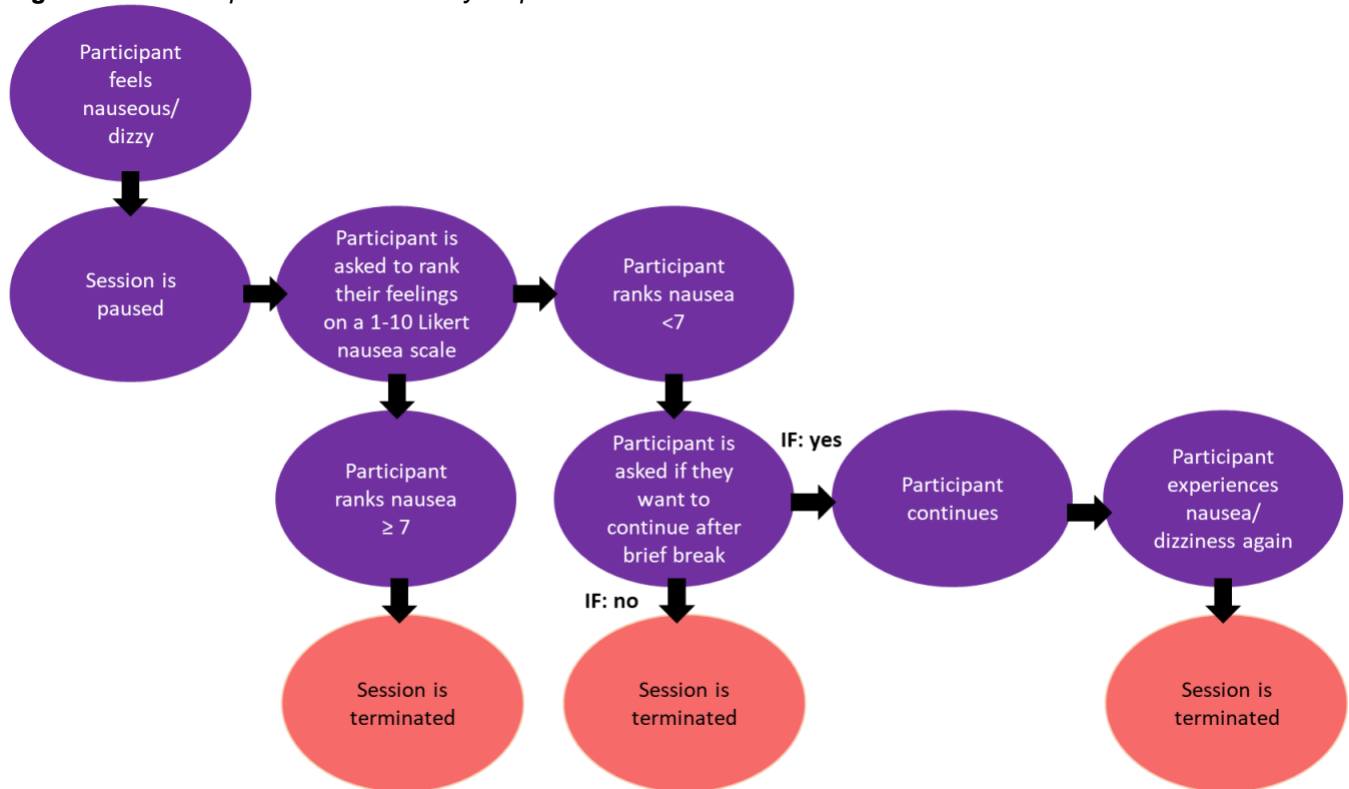 Participant
feels
nauseous/
dizzy
Session is
paused
Participant is
asked to rank
their feelings
on a 1-10 Likert
nausea scale
Participant
ranks nausea
<7
Participant
ranks nausea
≥ 7
Participant is
asked if they
want to
continue after
brief break
IF: yes
Participant
continues
Participant
experiences
nausea/
dizziness again
IF: no
Session is
terminated
Session is
terminated
Session is
terminated